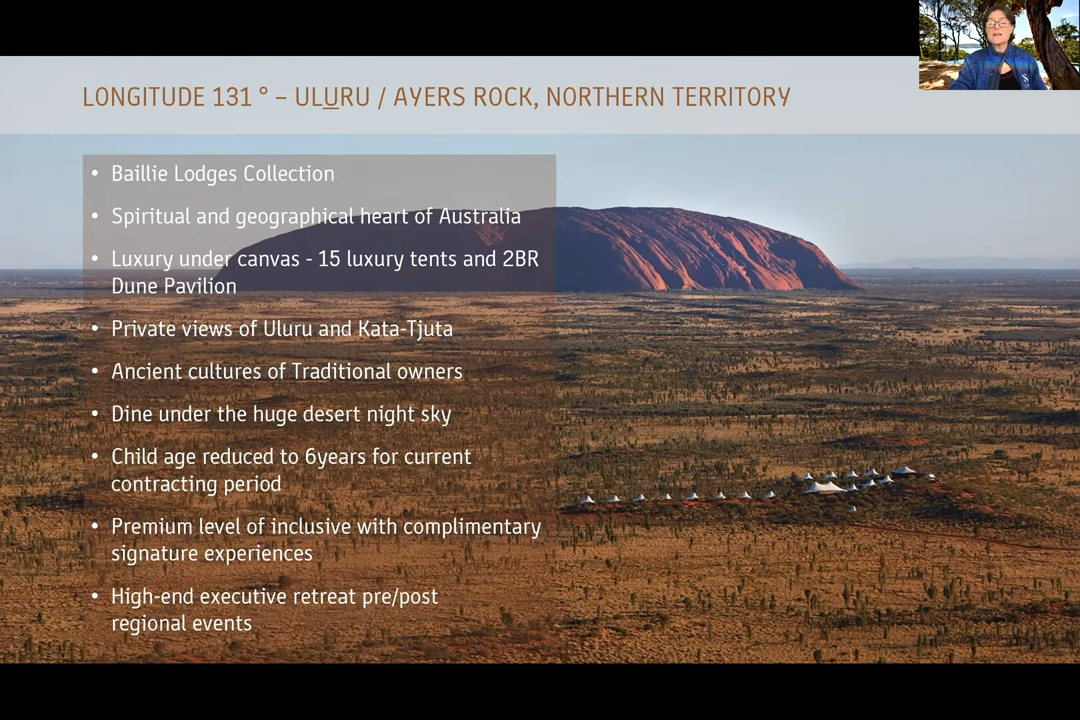 LONGITUDE 131 ° – ULU̲RU / AYERS ROCK, NORTHERN TERRITORY
• Baillie Lodges Collection
• Spiritual and geographical heart of Australia
• Luxury under canvas - 15 luxury tents and 2BR
Dune Pavilion
• Private views of Uluru and Kata-Tjuta
• Ancient cultures of Traditional owners
• Dine under the huge desert night sky
• Child age reduced to 6years for current
contracting period
• Premium level of inclusive with complimentary
signature experiences
• High-end executive retreat pre/post
regional events